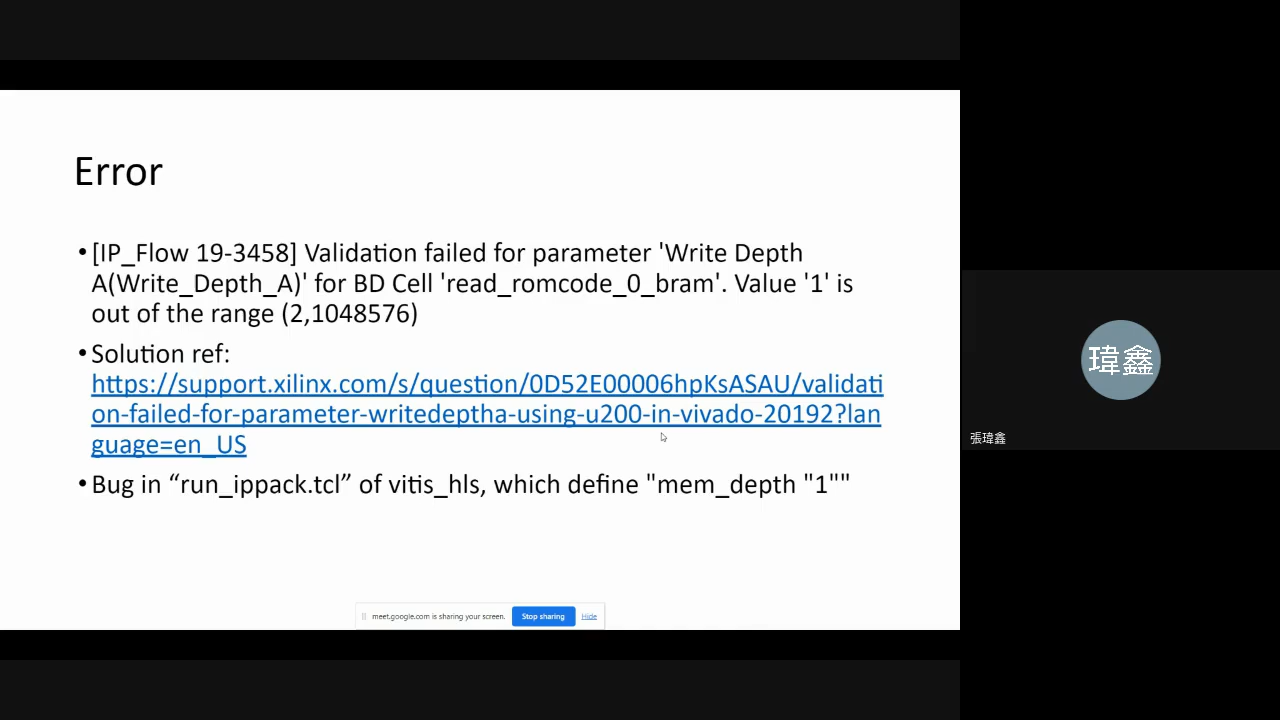 Error
•[IP_Flow 19-3458] Validation failed for parameter 'Write Depth
A(Write_Depth_A)' for BD Cell 'read_romcode_0_bram'. Value '1' is
out of the range (2,1048576)
•Solution ref:
https://support.xilinx.com/s/question/0D52E00006hpKsASAU/validati
on-failed-for-parameter-writedeptha-using-u200-in-vivado-20192?lan
guage=en_US
•Bug in “run_ippack.tcl” of vitis_hls, which define "mem_depth "1""
meet.google.com is sharing your screen. Stop sharing Hide
瑋鑫
張瑋鑫